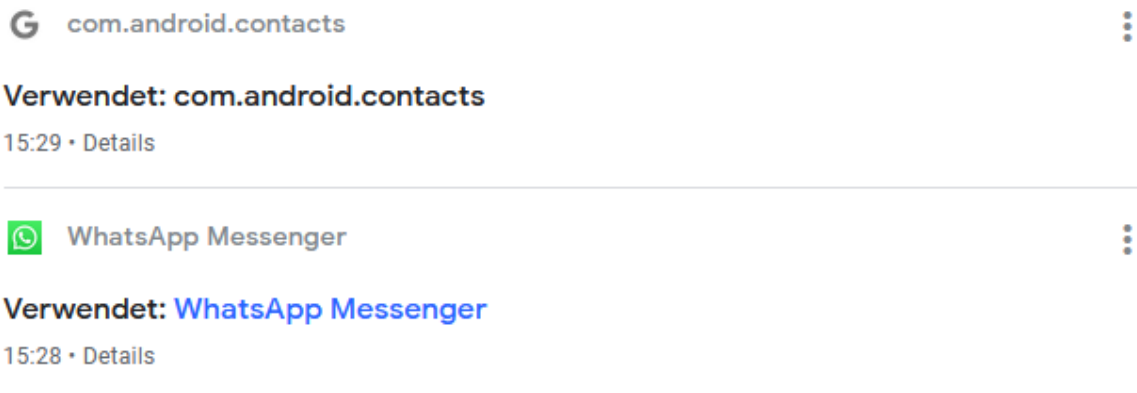 com.android.contacts
Verwendet: com.android.contacts
15:29 • Details
WhatsApp Messenger
Verwendet: WhatsApp Messenger
15:28 • Details